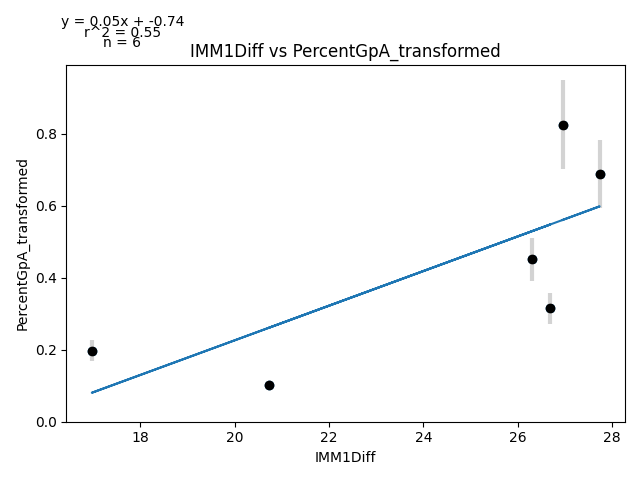 y = 0.05x + -0.74
r^2 = 0.55
n = 6
IMM1Diff vs PercentGpA_transformed
PercentGpA_transformed
0.8
0.6
0.4
0.2
0.0
18 20 22 24 26 28
IMM1Diff